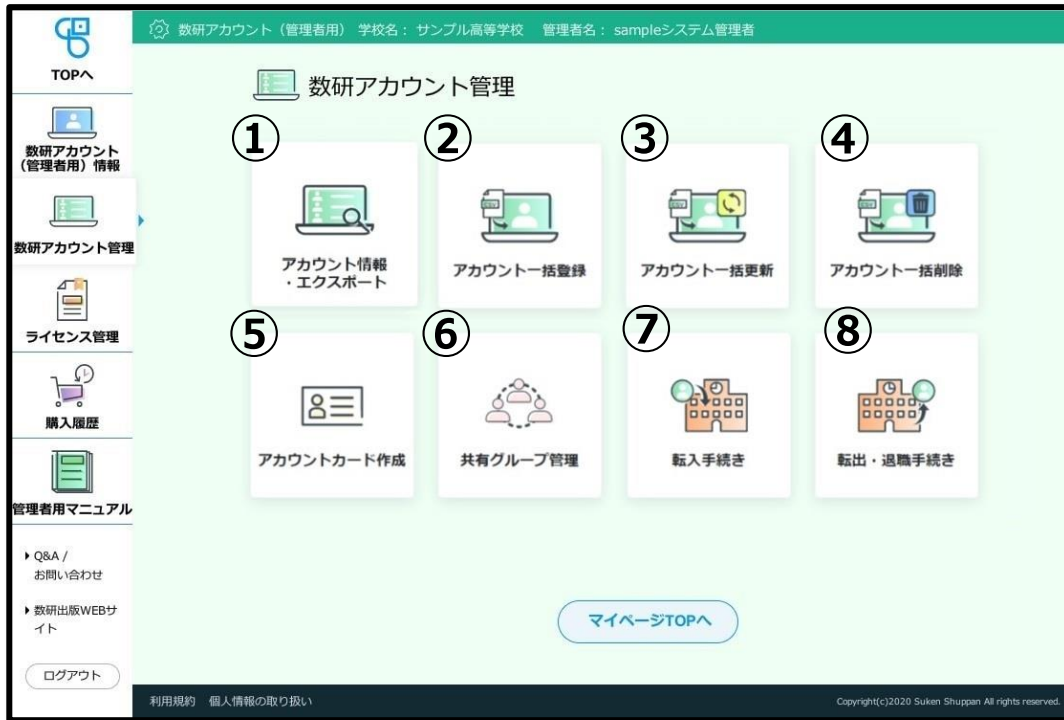 数研アカウント（管理者用） 学校名： サンプル高等学校 管理者名： sampleシステム管理者
TOPへ
数研アカウント
（管理者用）情報
数研アカウント管理
ライセンス管理
購入履歴
管理者用マニュアル
Q&A /
お問い合わせ
数研出版WEBサ
イト
ログアウト
数研アカウント管理
① ② ③ ④
アカウント情報
・エクスポート
アカウント一括登録
アカウント一括更新
アカウント一括削除
⑤ ⑥ ⑦ ⑧
アカウントカード作成
共有グループ管理
転入手続き
転出・退職手続き
マイページTOPへ
利用規約 個人情報の取り扱い
Copyright(c)2020 Suken Shuppan All rights reserved.